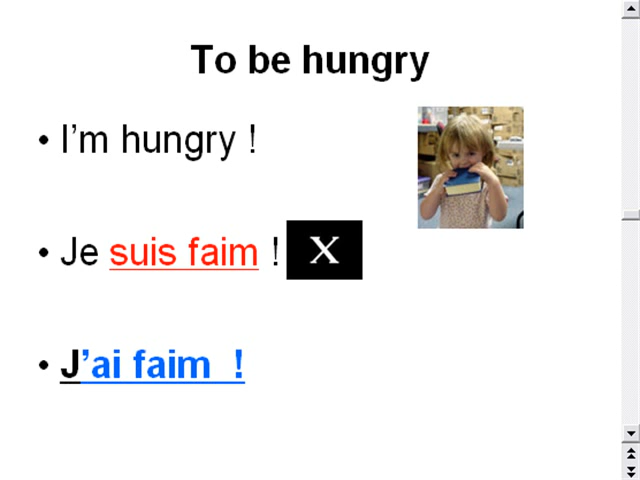 To be hungry
• I'm hungry !
• Je suis faim ! X
• J'ai faim  !